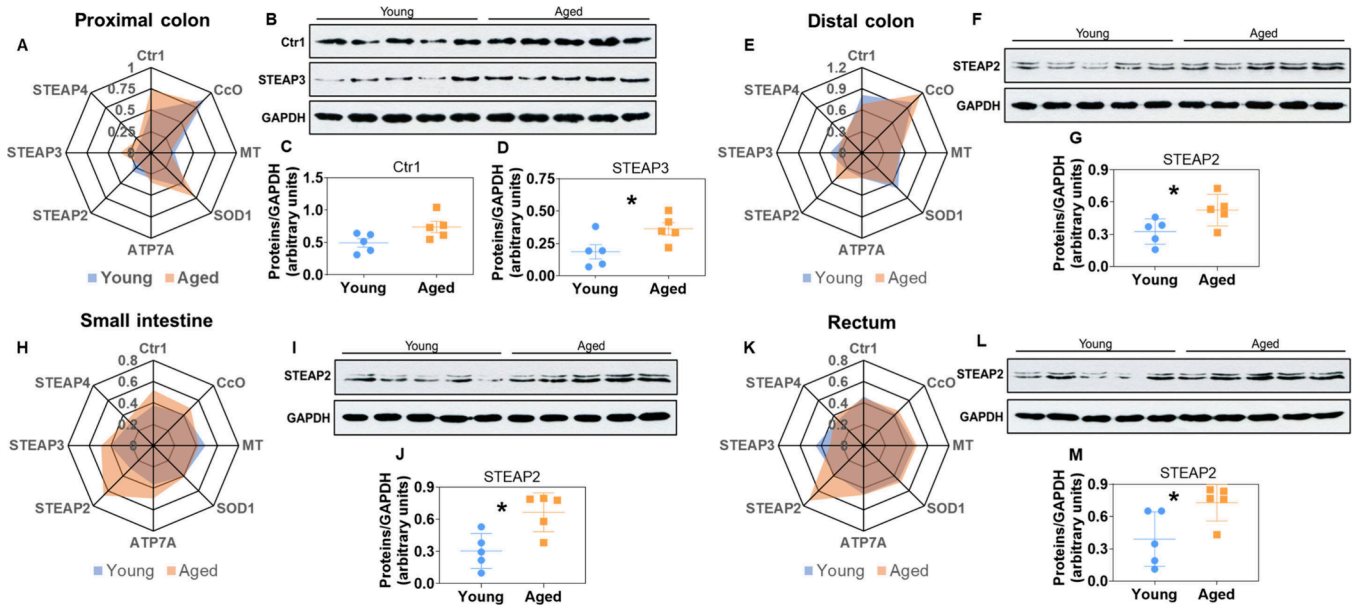 Proximal colon
A
Ctr1
CcO
MT
SOD1
ATP7A
STEAP2
STEAP3
STEAP4
1
0.75
0.5
0.25
0
Young Aged
B
Young Aged
Ctr1
STEAP3
GAPDH
C
Ctr1
Proteins/GAPDH
(arbitrary units)
1.5
1.0
0.5
0.0
Young Aged
D
STEAP3
Proteins/GAPDH
(arbitrary units)
0.75
0.50
0.25
0.00
*
Young Aged
Distal colon
E
Ctr1
CcO
MT
SOD1
ATP7A
STEAP2
STEAP3
STEAP4
1.2
0.9
0.6
0.3
0
Young Aged
F
Young Aged
STEAP2
GAPDH
G
STEAP2
Proteins/GAPDH
(arbitrary units)
0.9
0.6
0.3
0.0
*
Young Aged
Small intestine
H
Ctr1
CcO
MT
SOD1
ATP7A
STEAP2
STEAP3
STEAP4
0.8
0.6
0.4
0.2
0
Young Aged
I
Young Aged
STEAP2
GAPDH
J
STEAP2
Proteins/GAPDH
(arbitrary units)
0.9
0.6
0.3
0.0
*
Young Aged
Rectum
K
Ctr1
CcO
MT
SOD1
ATP7A
STEAP2
STEAP3
STEAP4
0.8
0.6
0.4
0.2
0
Young Aged
L
Young Aged
STEAP2
GAPDH
M
STEAP2
Proteins/GAPDH
(arbitrary units)
0.9
0.6
0.3
0.0
*
Young Aged